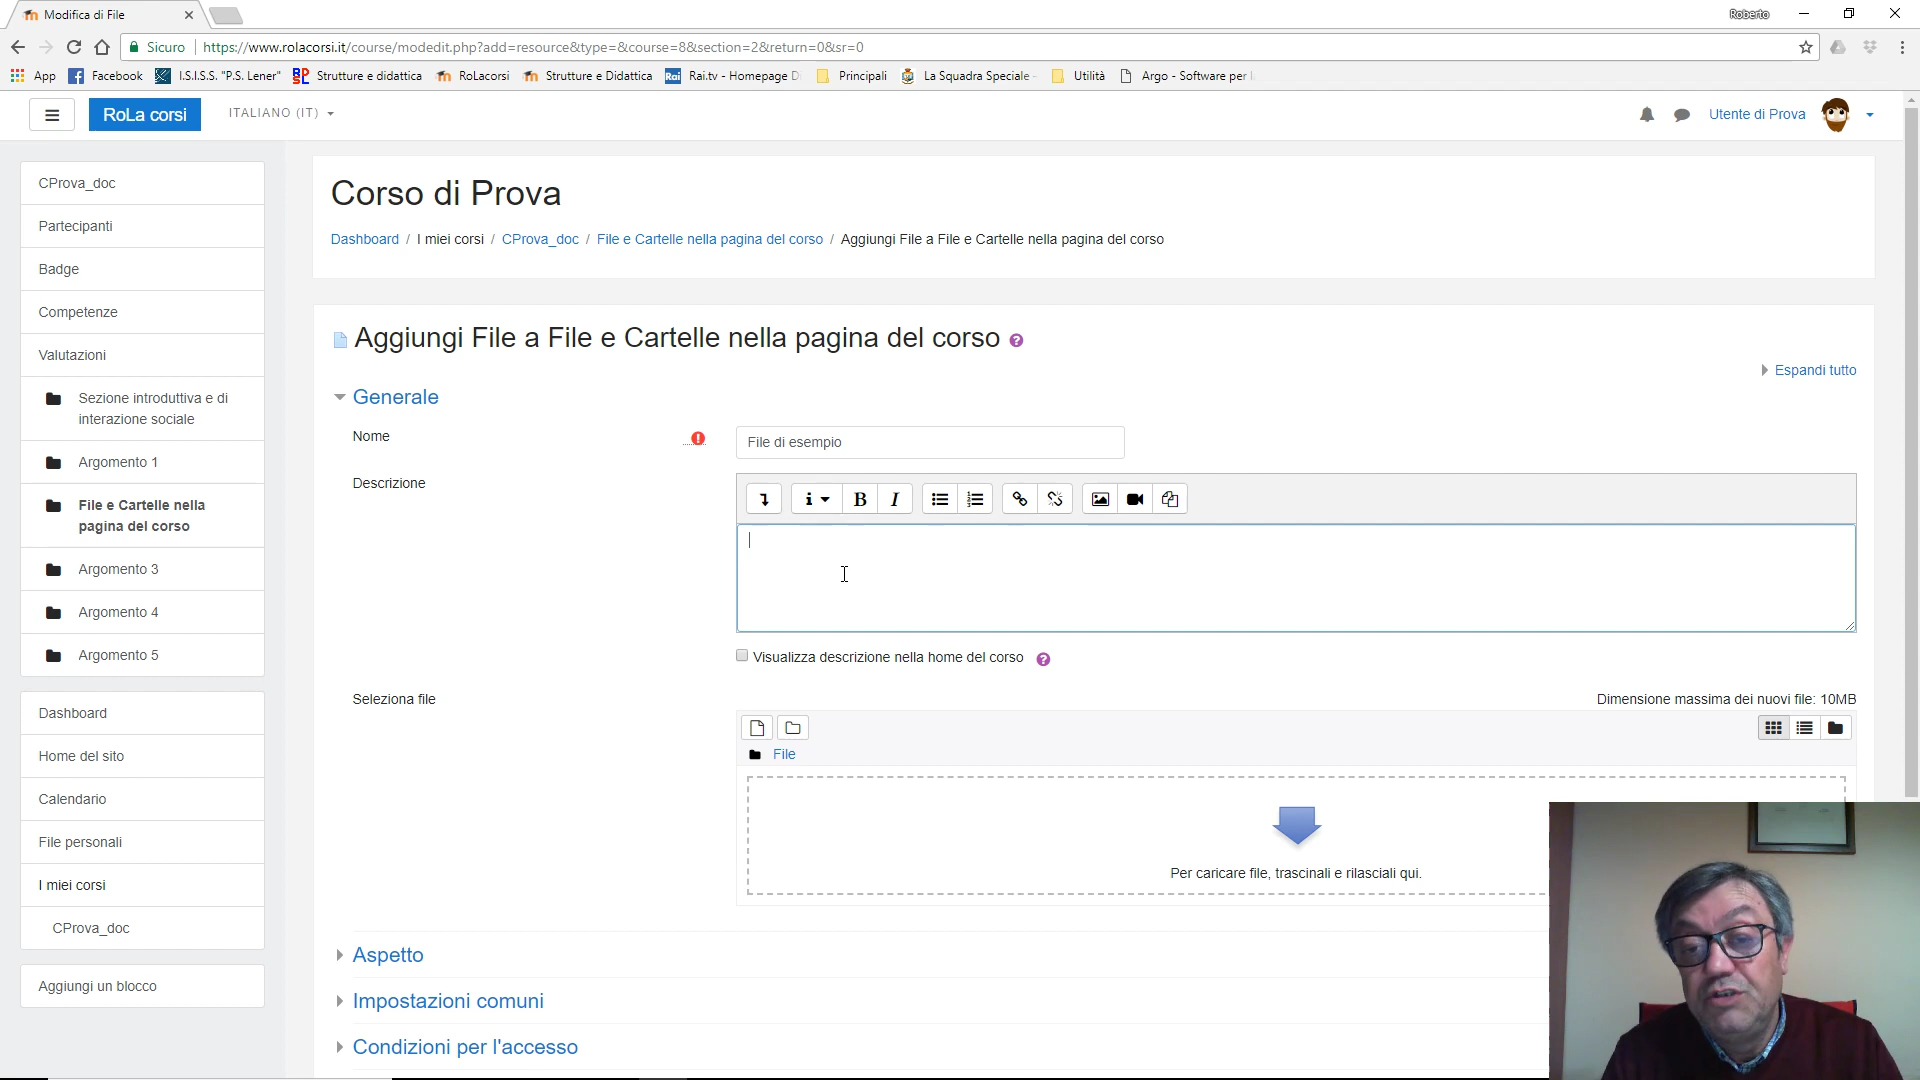 Modifica di File
Roberto
Sicuro
https://www.rolacorsi.it/course/modedit.php?add=resource&type=&course=8&section=2&return=0&sr=0
App
Facebook
I.S.I.S.S. "P.S. Lener"
Strutture e didattica
RoLacorsi
Strutture e Didattica
Rai.tv - Homepage
Principali
La Squadra Speciale
Utilità
Argo - Software per
RoLa corsi
ITALIANO (IT)
Utente di Prova
CProva_doc
Partecipanti
Badge
Competenze
Valutazioni
Sezione introduttiva e di
interazione sociale
Argomento 1
File e Cartelle nella
pagina del corso
Argomento 3
Argomento 4
Argomento 5
Dashboard
Home del sito
Calendario
File personali
I miei corsi
CProva_doc
Aggiungi un blocco
Corso di Prova
Dashboard / I miei corsi / CProva_doc / File e Cartelle nella pagina del corso / Aggiungi File a File e Cartelle nella pagina del corso
Aggiungi File a File e Cartelle nella pagina del corso
Espandi tutto
Generale
Nome
File di esempio
Descrizione
Visualizza descrizione nella home del corso
Seleziona file
Dimensione massima dei nuovi file: 10MB
File
Per caricare file, trascinali e rilasciali qui.
Aspetto
Impostazioni comuni
Condizioni per l'accesso